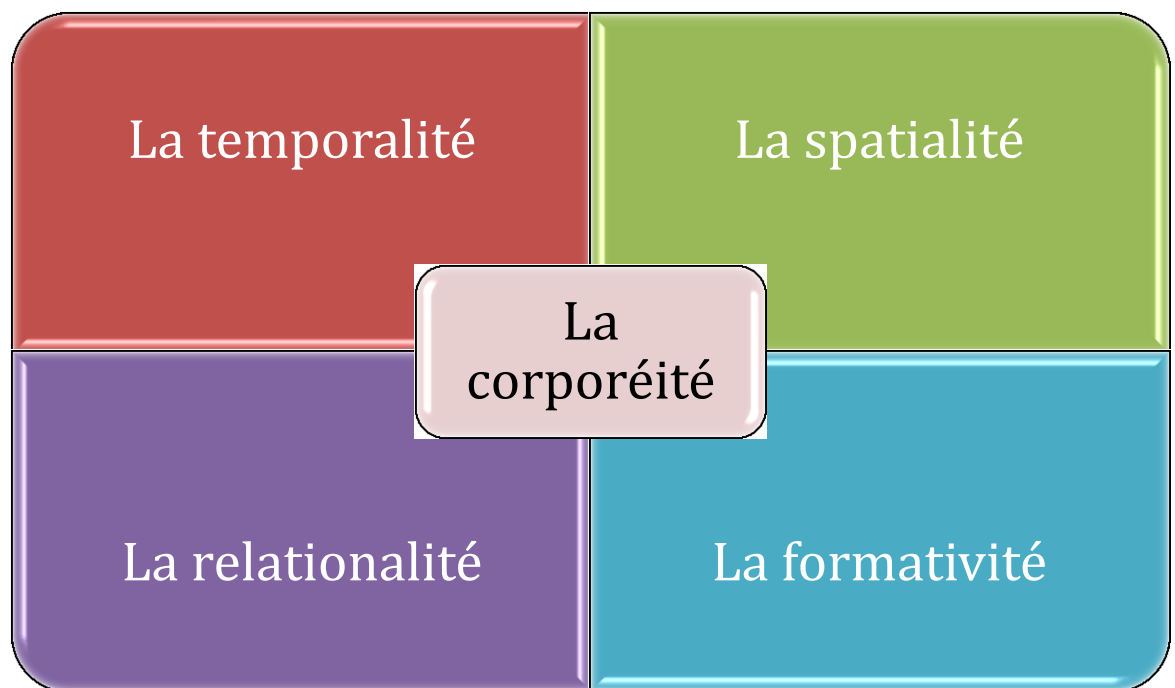 La temporalité
La spatialité
La
corporéité
La relationalité
La formativité